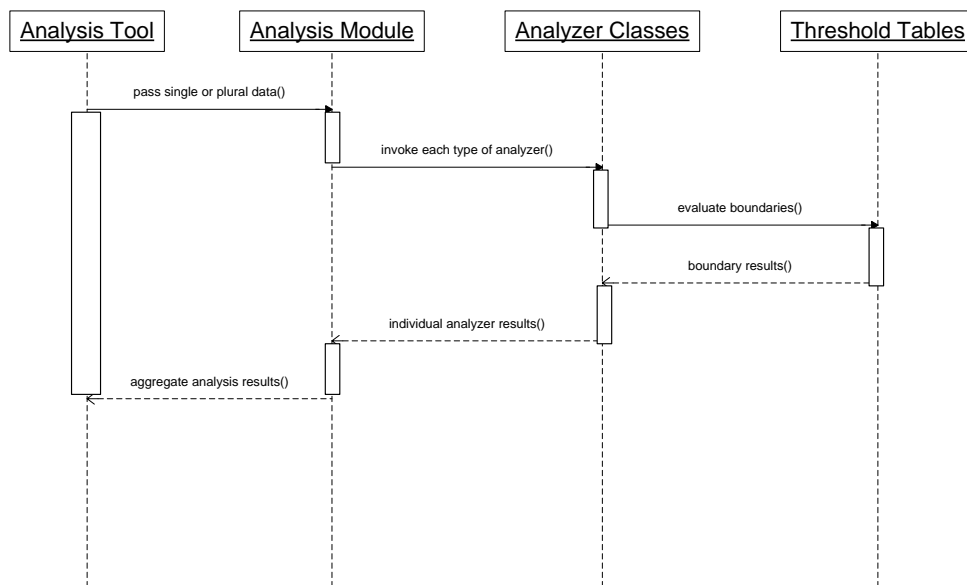 Analysis Tool
Analysis Module
Analyzer Classes
Threshold Tables
pass single or plural data()
invoke each type of analyzer()
evaluate boundaries()
boundary results()
individual analyzer results()
aggregate analysis results()